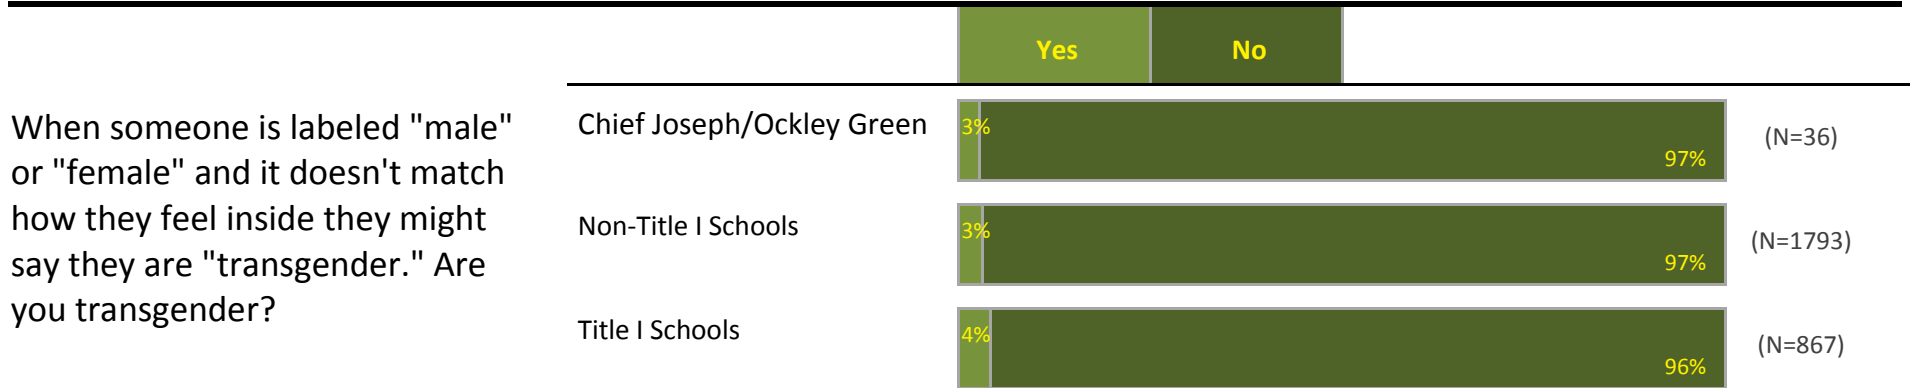 Yes No
When someone is labeled "male"
or "female" and it doesn't match
how they feel inside they might
say they are "transgender." Are
you transgender?
Chief Joseph/Ockley Green 3% 97% (N=36)
Non-Title I Schools 3% 97% (N=1793)
Title I Schools 4% 96% (N=867)